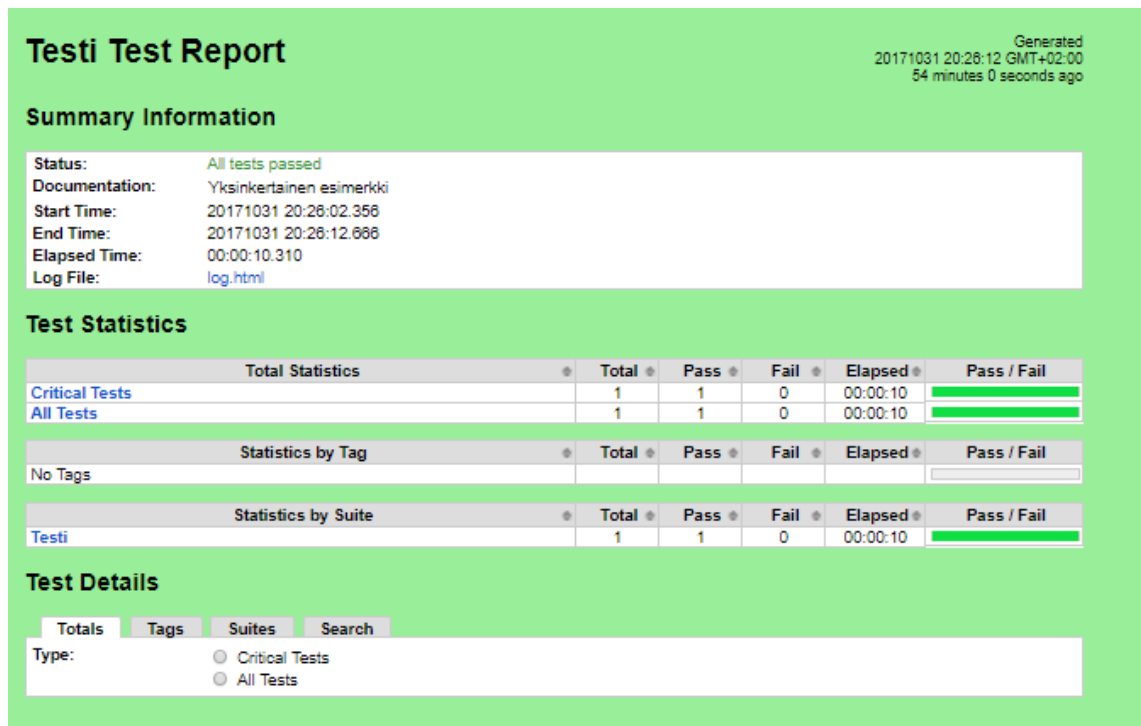 Testi Test Report
Generated
20171031 20:26:12 GMT+02:00
54 minutes 0 seconds ago
Summary Information
Status: All tests passed
Documentation: Yksinkertainen esimerkki
Start Time: 20171031 20:26:02.356
End Time: 20171031 20:26:12.666
Elapsed Time: 00:00:10.310
Log File: log.html
Test Statistics
Total Statistics Total Pass Fail Elapsed Pass / Fail
Critical Tests 1 1 0 00:00:10
All Tests 1 1 0 00:00:10
Statistics by Tag Total Pass Fail Elapsed Pass / Fail
No Tags
Statistics by Suite Total Pass Fail Elapsed Pass / Fail
Testi 1 1 0 00:00:10
Test Details
Totals Tags Suites Search
Type: Critical Tests
All Tests